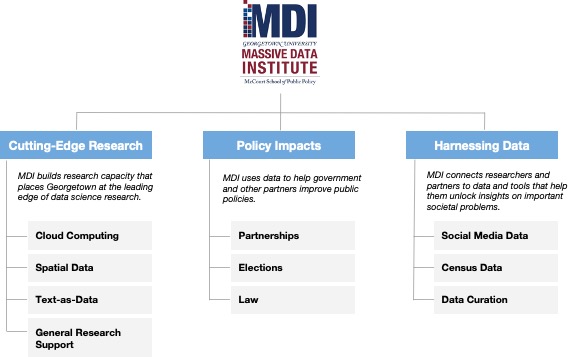 MDI
GEORGETOWN UNIVERSITY
MASSIVE DATA
INSTITUTE
McCourt School of Public Policy
Cutting-Edge Research
MDI builds research capacity that
places Georgetown at the leading
edge of data science research.
Cloud Computing
Spatial Data
Text-as-Data
General Research
Support
Policy Impacts
MDI uses data to help government
and other partners improve public
policies.
Partnerships
Elections
Law
Harnessing Data
MDI connects researchers and
partners to data and tools that help
them unlock insights on important
societal problems.
Social Media Data
Census Data
Data Curation